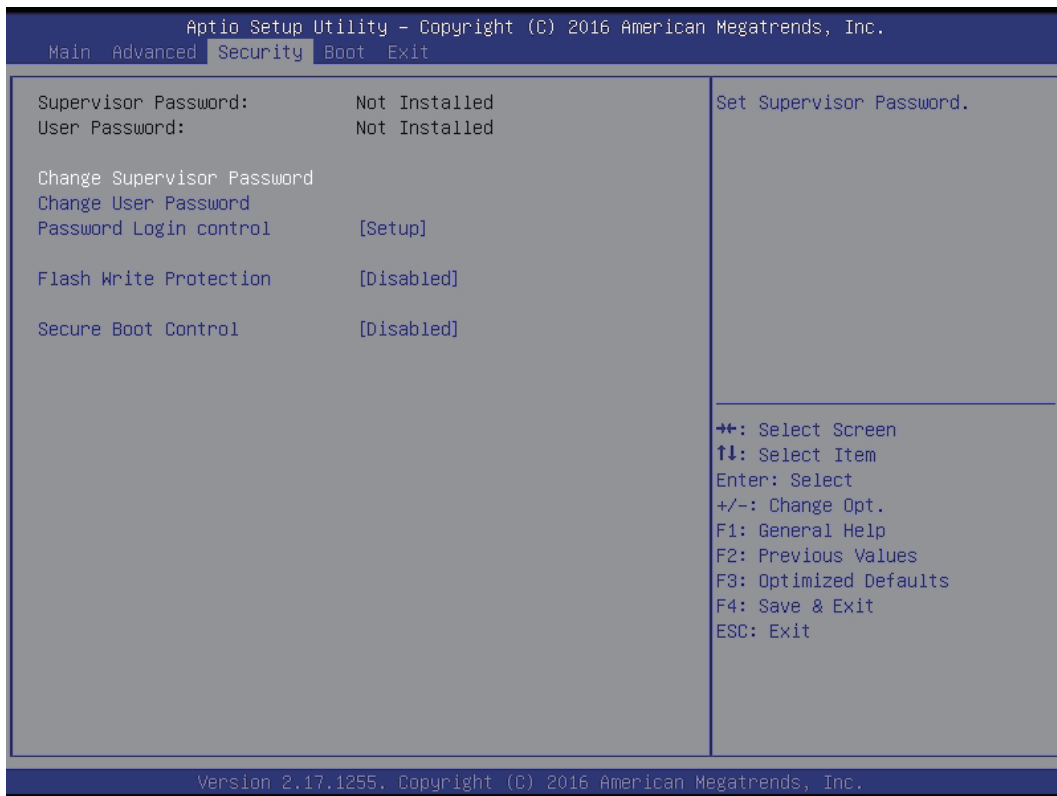 Aptio Setup Utility – Copyright (C) 2016 American Megatrends, Inc.
Main Advanced Security Boot Exit
Supervisor Password: Not Installed
User Password: Not Installed
Change Supervisor Password
Change User Password
Password Login control [Setup]
Flash Write Protection [Disabled]
Secure Boot Control [Disabled]
Set Supervisor Password.
→←: Select Screen
↑↓: Select Item
Enter: Select
+/-: Change Opt.
F1: General Help
F2: Previous Values
F3: Optimized Defaults
F4: Save & Exit
ESC: Exit
Version 2.17.1255. Copyright (C) 2016 American Megatrends, Inc.